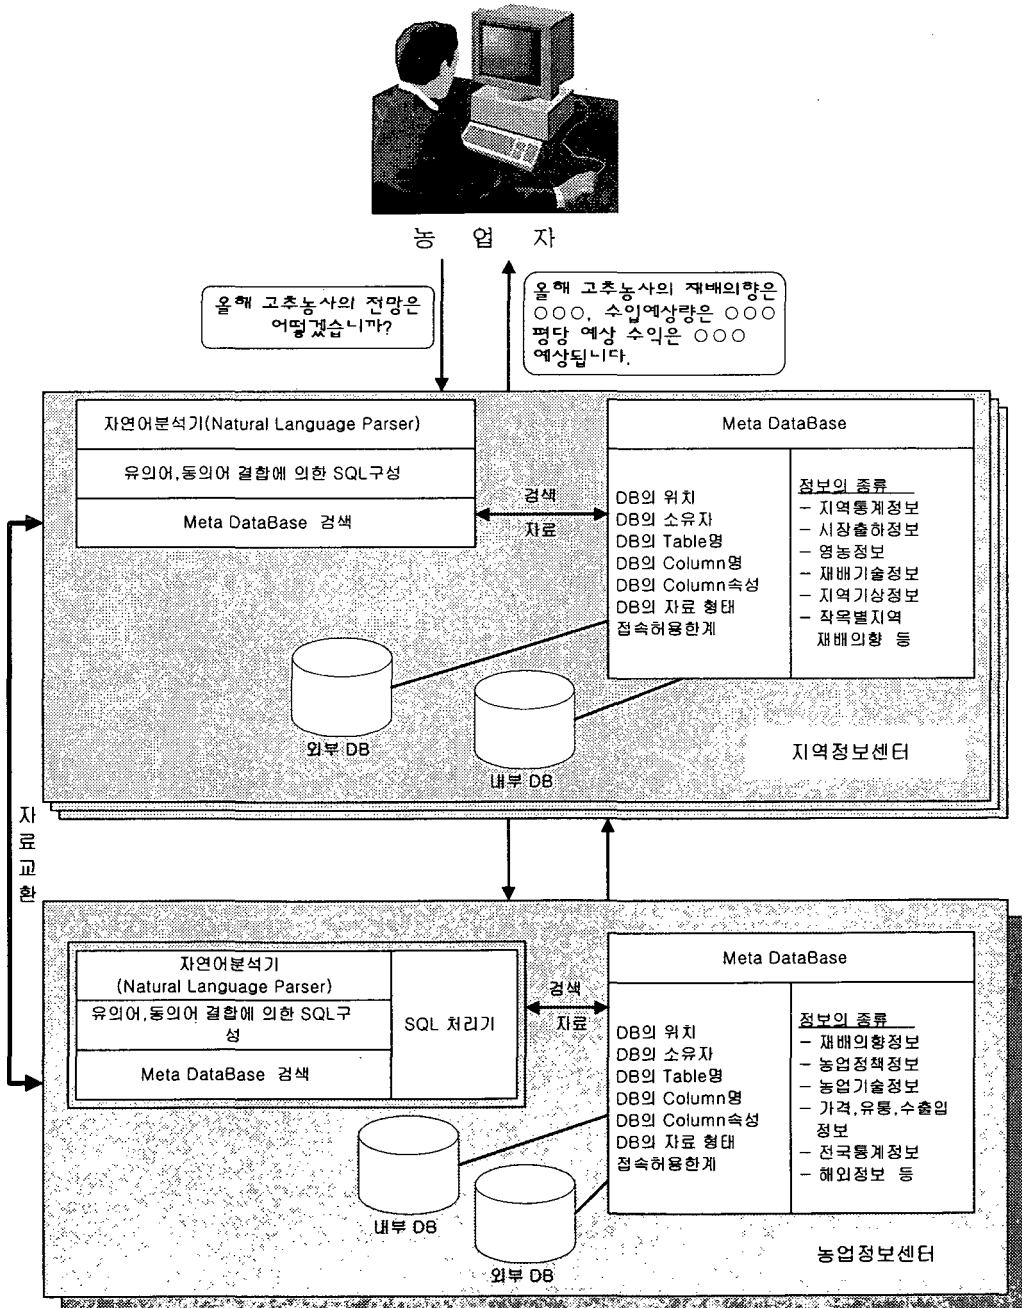 농 업 자
올해 고추농사의 전망은
어떻겠습니까?
올해 고추농사의 재배의향은
○○○, 수입예상량은 ○○○
평당 예상 수익은 ○○○
예상됩니다.
자연어분석기(Natural Language Parser)
유의어,동의어 결합에 의한 SQL구성
Meta DataBase 검색
검색
자료
Meta DataBase
DB의 위치
DB의 소유자
DB의 Table명
DB의 Column명
DB의 Column속성
DB의 자료 형태
접속허용한계
정보의 종류
- 지역통계정보
- 시장출하정보
- 영농정보
- 재배기술정보
- 지역기상정보
- 작목별지역
재배의향 등
외부 DB
내부 DB
지역정보센터
자
료
교
환
자연어분석기
(Natural Language Parser)
유의어,동의어 결합에 의한 SQL구
성
Meta DataBase 검색
SQL 처리기
검색
자료
Meta DataBase
DB의 위치
DB의 소유자
DB의 Table명
DB의 Column명
DB의 Column속성
DB의 자료 형태
접속허용한계
정보의 종류
- 재배의향정보
- 농업정책정보
- 농업기술정보
- 가격,유통,수출입
정보
- 전국통계정보
- 해외정보 등
내부 DB
외부 DB
농업정보센터